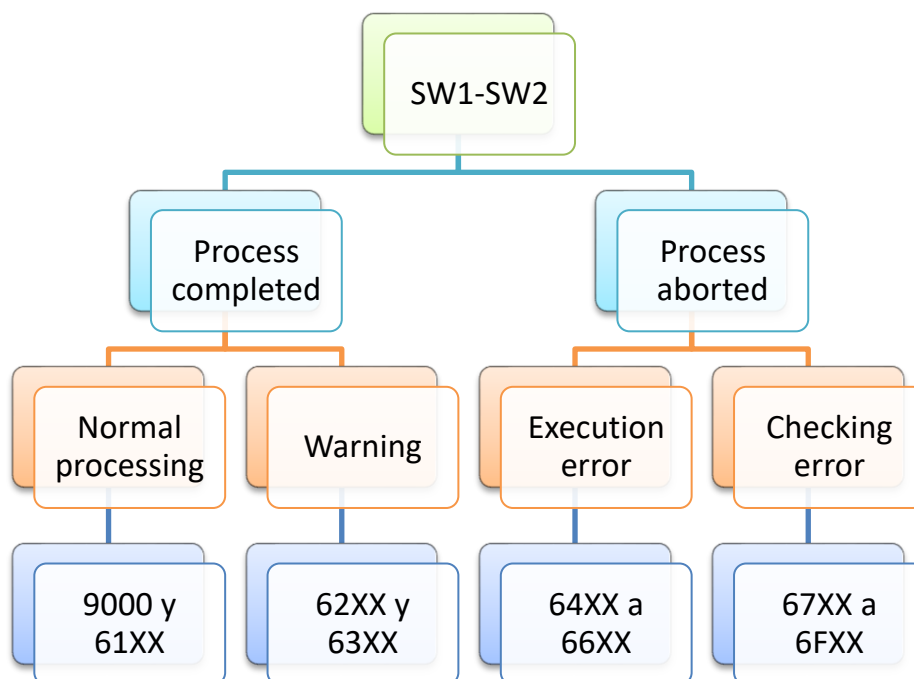 SW1-SW2
Process
completed
Process
aborted
Normal
processing
Warning
Execution
error
Checking
error
9000 y
61XX
62XX y
63XX
64XX a
66XX
67XX a
6FXX